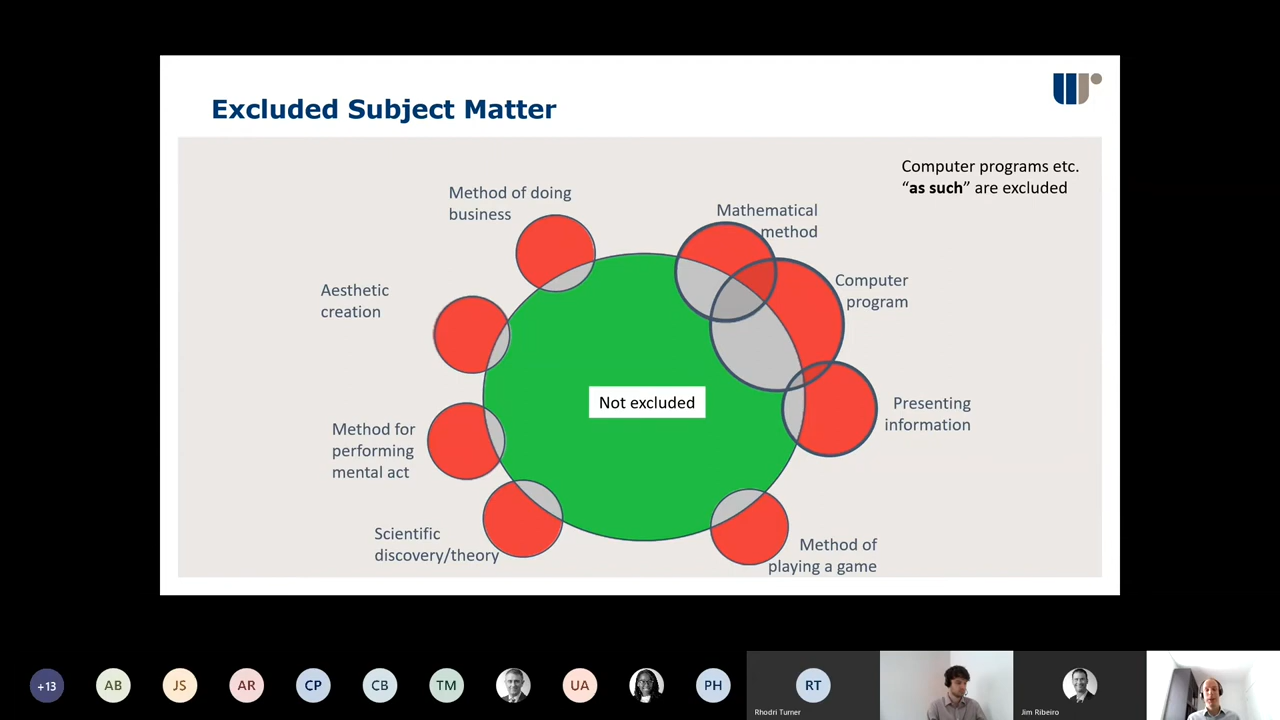 Excluded Subject Matter
Computer programs etc.
“as such” are excluded
Method of doing
business
Mathematical
method
Aesthetic
creation
Computer
program
Not excluded
Presenting
information
Method for
performing
mental act
Scientific
discovery/theory
Method of
playing a game
+13
AB
JS
AR
CP
CB
TM
UA
PH
RT
Rhodri Turner
Jim Ribeiro